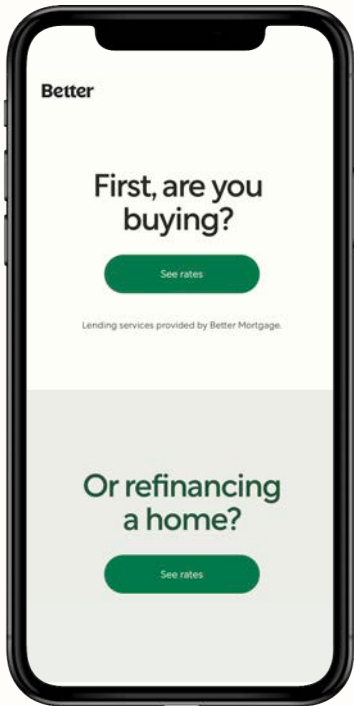 Better
First, are you
buying?
See rates
Lending services provided by Better Mortgage.
Or refinancing
a home?
See rates